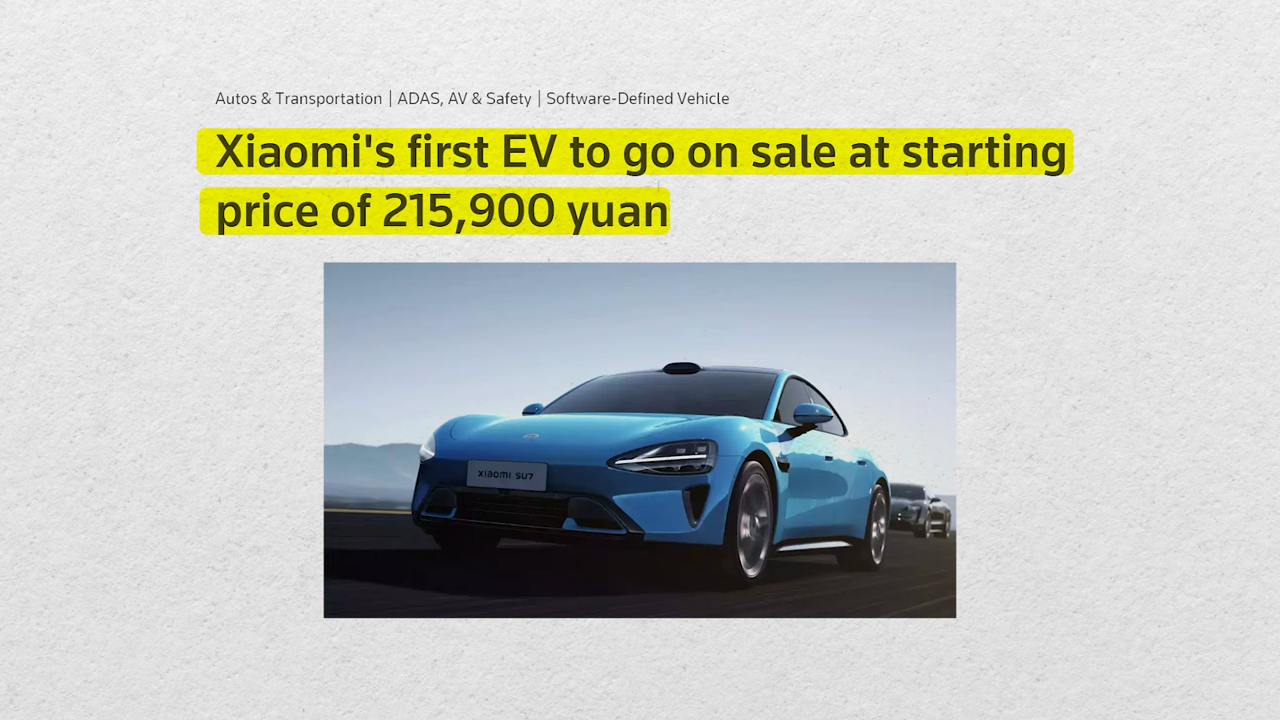 Autos & Transportation | ADAS, AV & Safety | Software-Defined Vehicle
Xiaomi's first EV to go on sale at starting
price of 215,900 yuan
xiaomi SU7